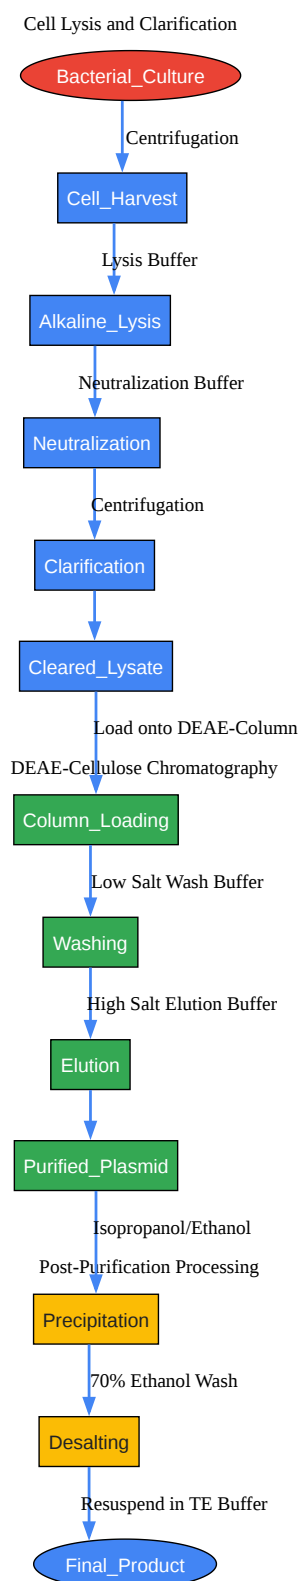 Cell Lysis and Clarification
Bacterial_Culture
Centrifugation
Cell_Harvest
Lysis Buffer
Alkaline_Lysis
Neutralization Buffer
Neutralization
Centrifugation
Clarification
Cleared_Lysate
Load onto DEAE-Column
DEAE-Cellulose Chromatography
Column_Loading
Low Salt Wash Buffer
Washing
High Salt Elution Buffer
Elution
Purified_Plasmid
Isopropanol/Ethanol
Post-Purification Processing
Precipitation
70% Ethanol Wash
Desalting
Resuspend in TE Buffer
Final_Product